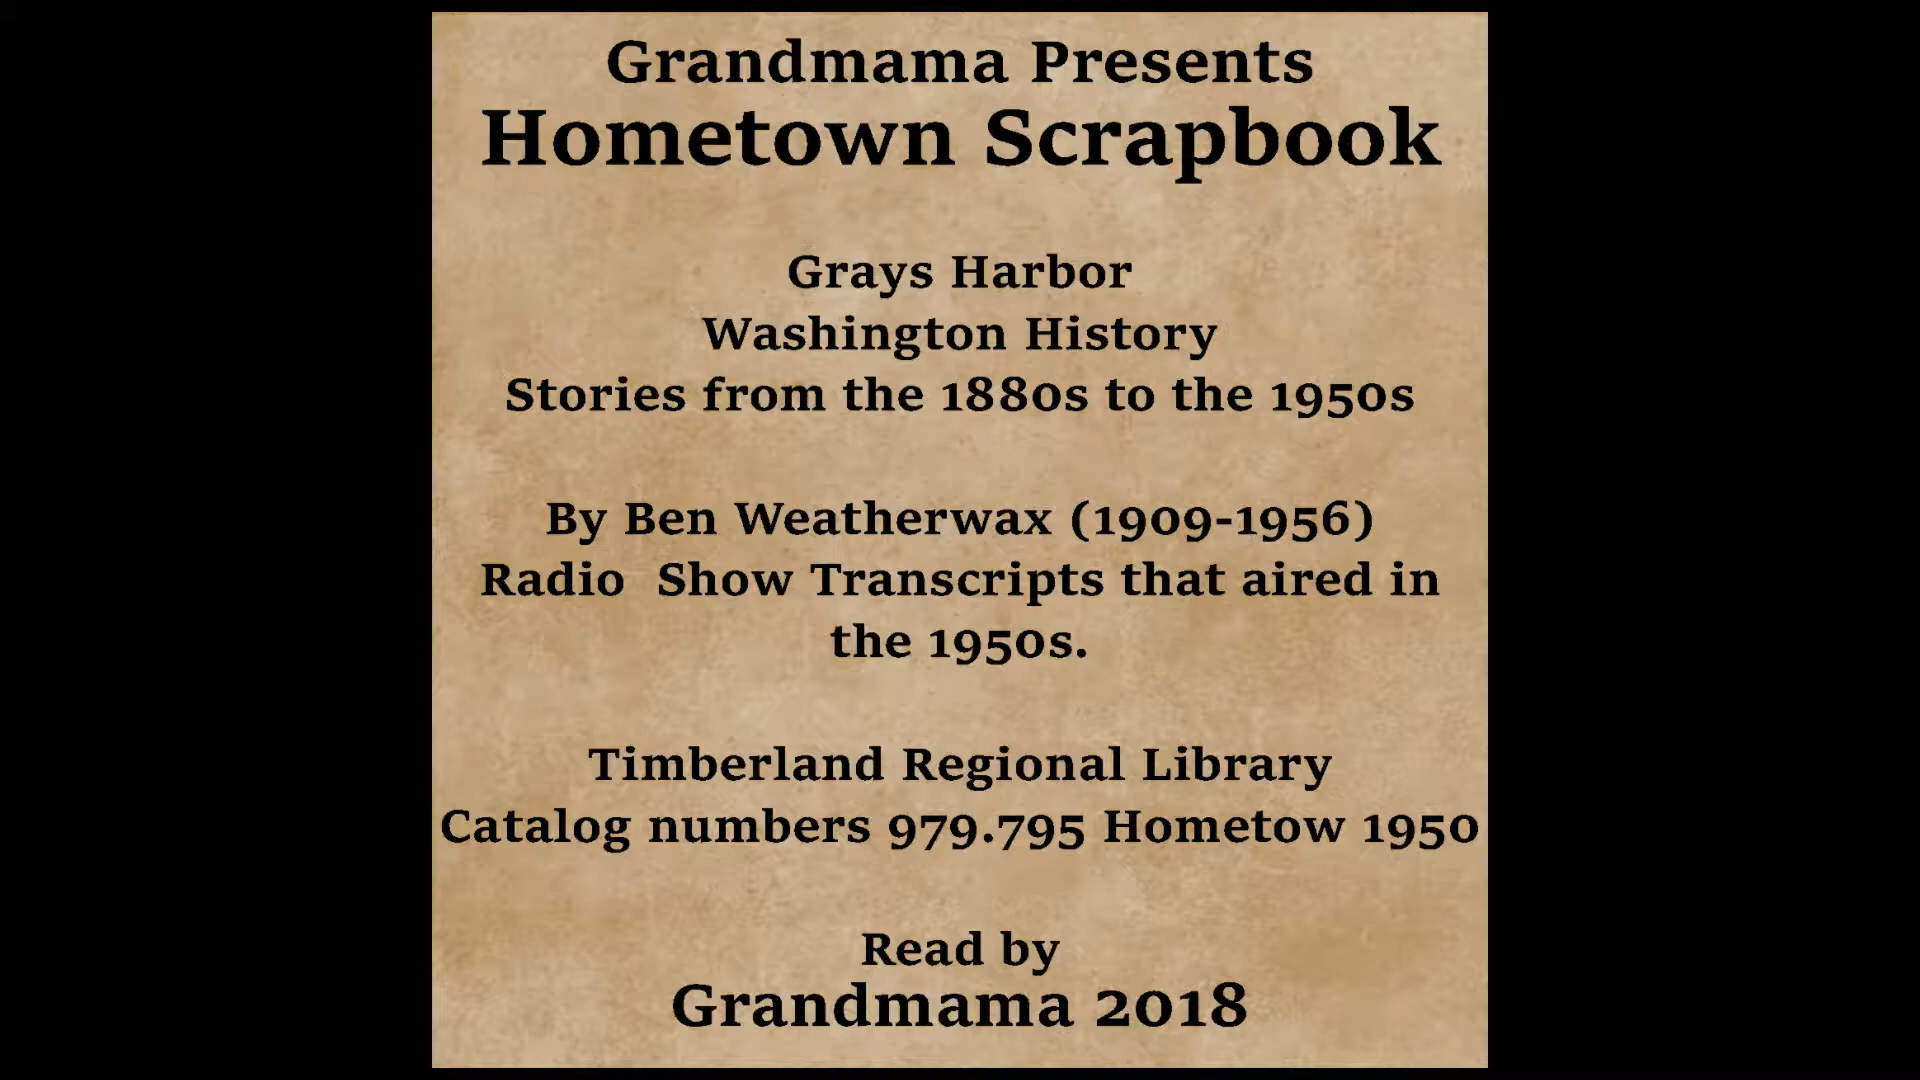 Grandmama Presents
Hometown Scrapbook
Grays Harbor
Washington History
Stories from the 1880s to the 1950s
By Ben Weatherwax (1909-1956)
Radio  Show Transcripts that aired in
the 1950s.
Timberland Regional Library
Catalog numbers 979.795 Hometow 1950
Read by
Grandmama 2018